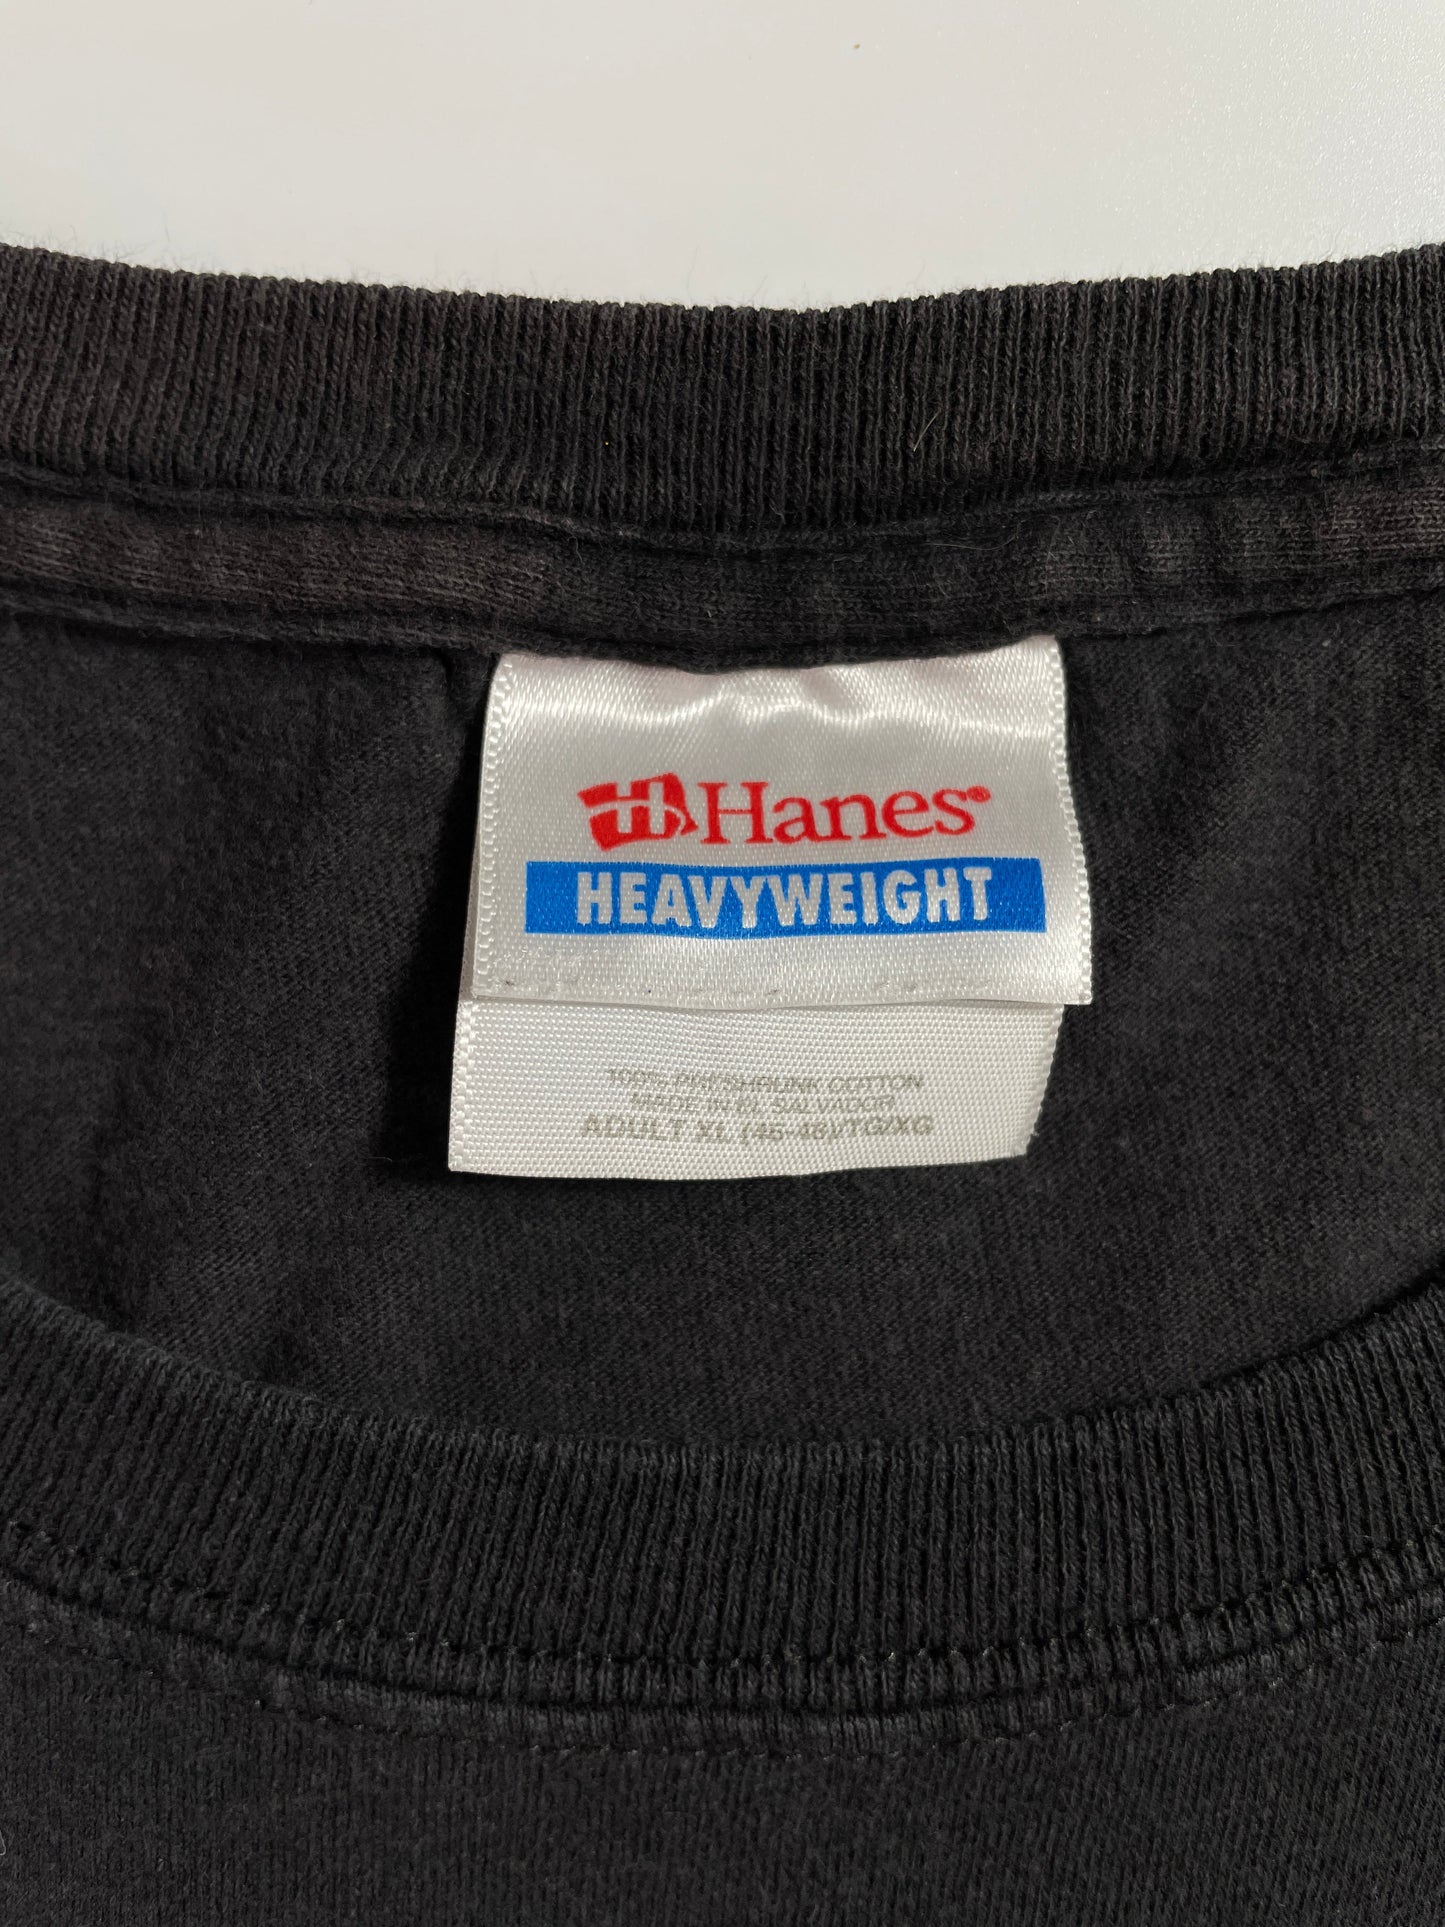 Hanes®
HEAVYWEIGHT
100% PRESHRUNK COTTON
MADE IN EL SALVADOR
ADULT XL (46-48)/TG/XG